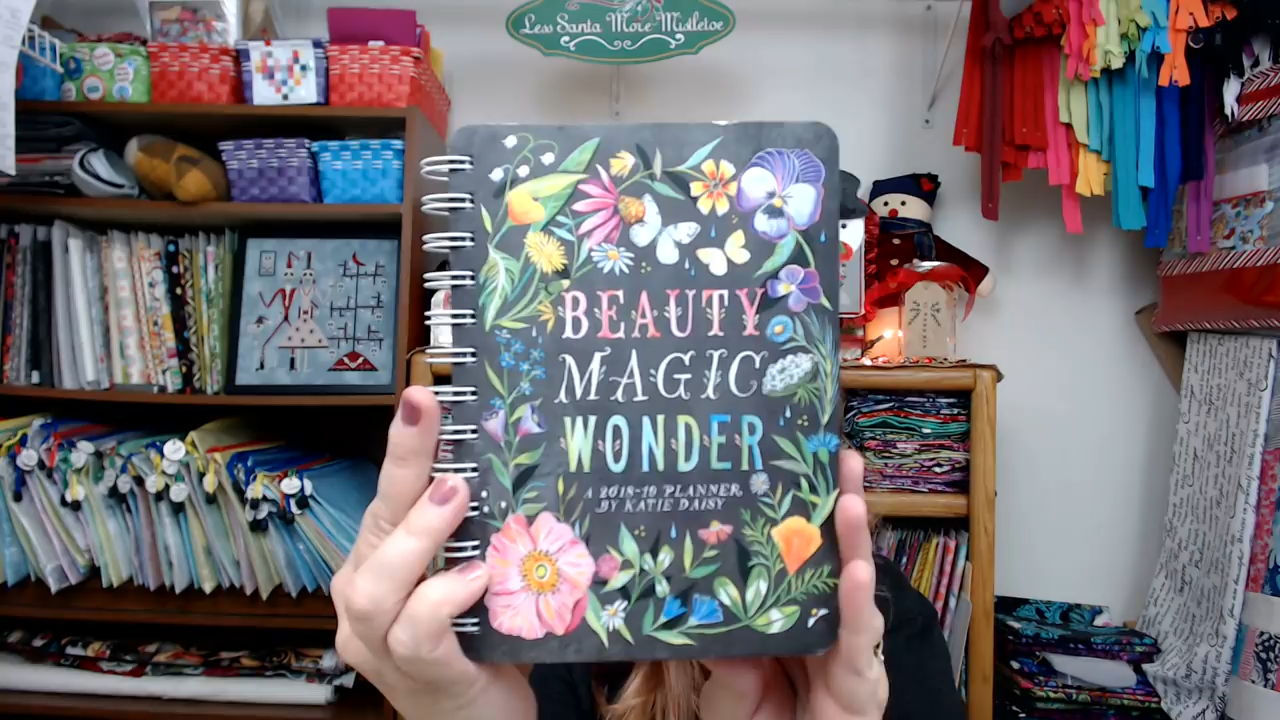 Less Santa More Mistletoe
BEAUTY
MAGIC
WONDER
A 2018-19 PLANNER
BY KATIE DAISY